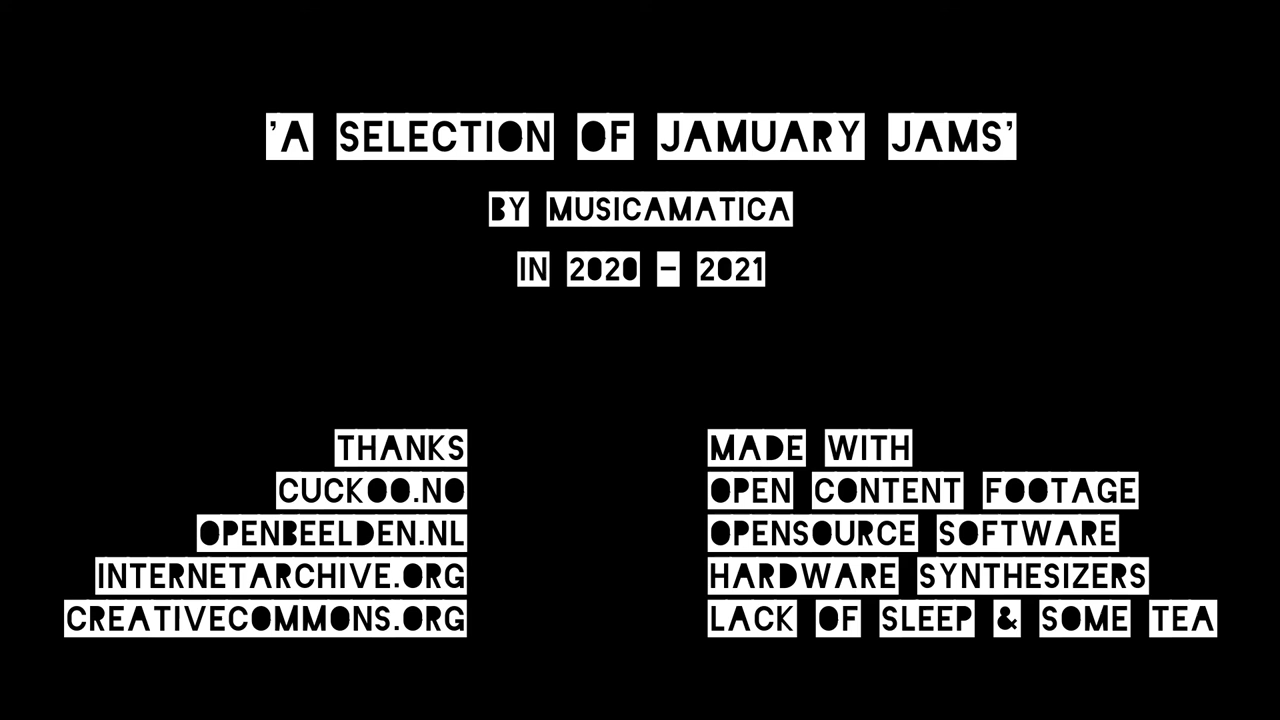 'A SELECTION OF JAMUARY JAMS'
BY MUSICAMATICA
IN 2020 - 2021
THANKS
CUCKOO.NO
OPENBEELDEN.NL
INTERNETARCHIVE.ORG
CREATIVECOMMONS.ORG
MADE WITH
OPEN CONTENT FOOTAGE
OPENSOURCE SOFTWARE
HARDWARE SYNTHESIZERS
LACK OF SLEEP & SOME TEA